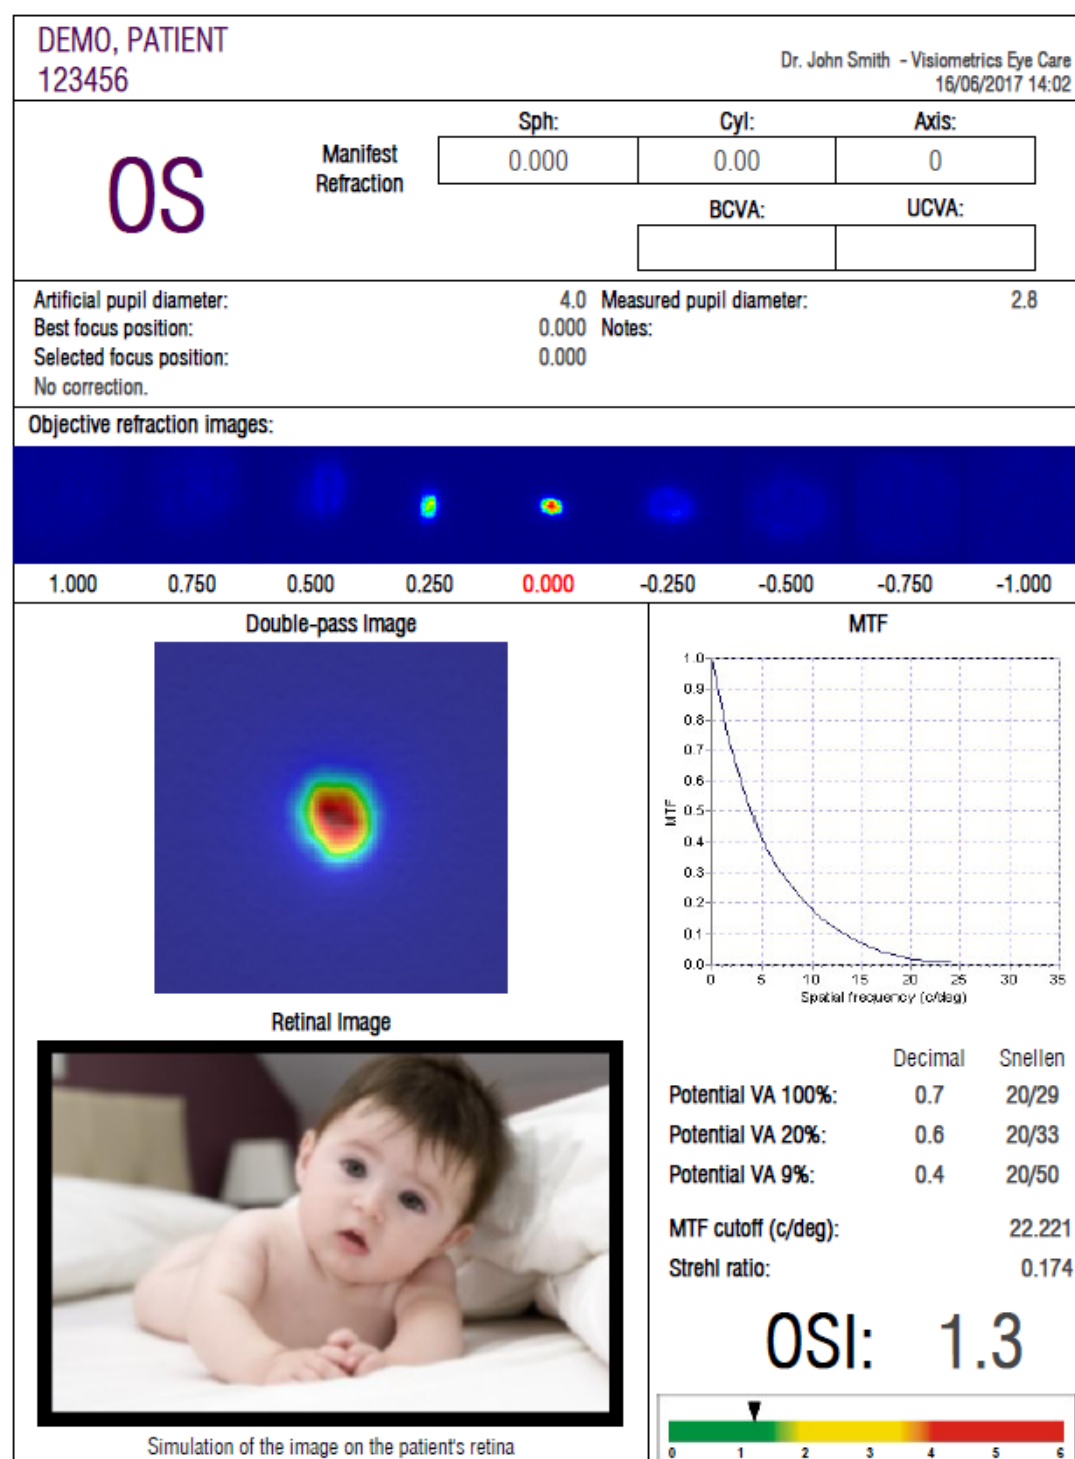 DEMO, PATIENT
123456
Dr. John Smith - Visiometrics Eye Care
16/06/2017 14:02
OS
Manifest Refraction
Sph: Cyl: Axis:
0.000 0.00 0
BCVA: UCVA:
Artificial pupil diameter: 4.0 Measured pupil diameter: 2.8
Best focus position: 0.000 Notes:
Selected focus position: 0.000
No correction.
Objective refraction images:
1.000 0.750 0.500 0.250 0.000 -0.250 -0.500 -0.750 -1.000
Double-pass Image
MTF
1.0
0.9
0.8
0.7
0.6
0.5
0.4
0.3
0.2
0.1
0.0
MTF
0 5 10 15 20 25 30 35
Spatial frequency (c/deg)
Retinal Image
Simulation of the image on the patient's retina
Decimal Snellen
Potential VA 100%: 0.7 20/29
Potential VA 20%: 0.6 20/33
Potential VA 9%: 0.4 20/50
MTF cutoff (c/deg): 22.221
Strehl ratio: 0.174
OSI: 1.3
0 1 2 3 4 5 6